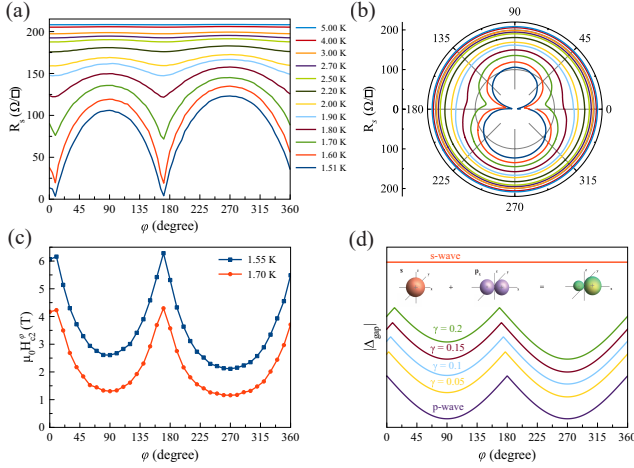 (a)
200
150
100
50
0
R_s (Ω/□)
0 45 90 135 180 225 270 315 360
φ (degree)
5.00 K
4.00 K
3.00 K
2.70 K
2.50 K
2.20 K
2.00 K
1.90 K
1.80 K
1.70 K
1.60 K
1.51 K
(b)
200
150
100
50
0
50
100
150
200
R_s (Ω/□)
90
135 45
180 0
225 315
270
(c)
7
6
5
4
3
2
1
0
μ₀H^φ_c2 (T)
1.55 K
1.70 K
0 45 90 135 180 225 270 315 360
φ (degree)
(d)
|Δ_gap|
s-wave
s + p_x =
γ = 0.2
γ = 0.15
γ = 0.1
γ = 0.05
p-wave
0 45 90 135 180 225 270 315 360
φ (degree)